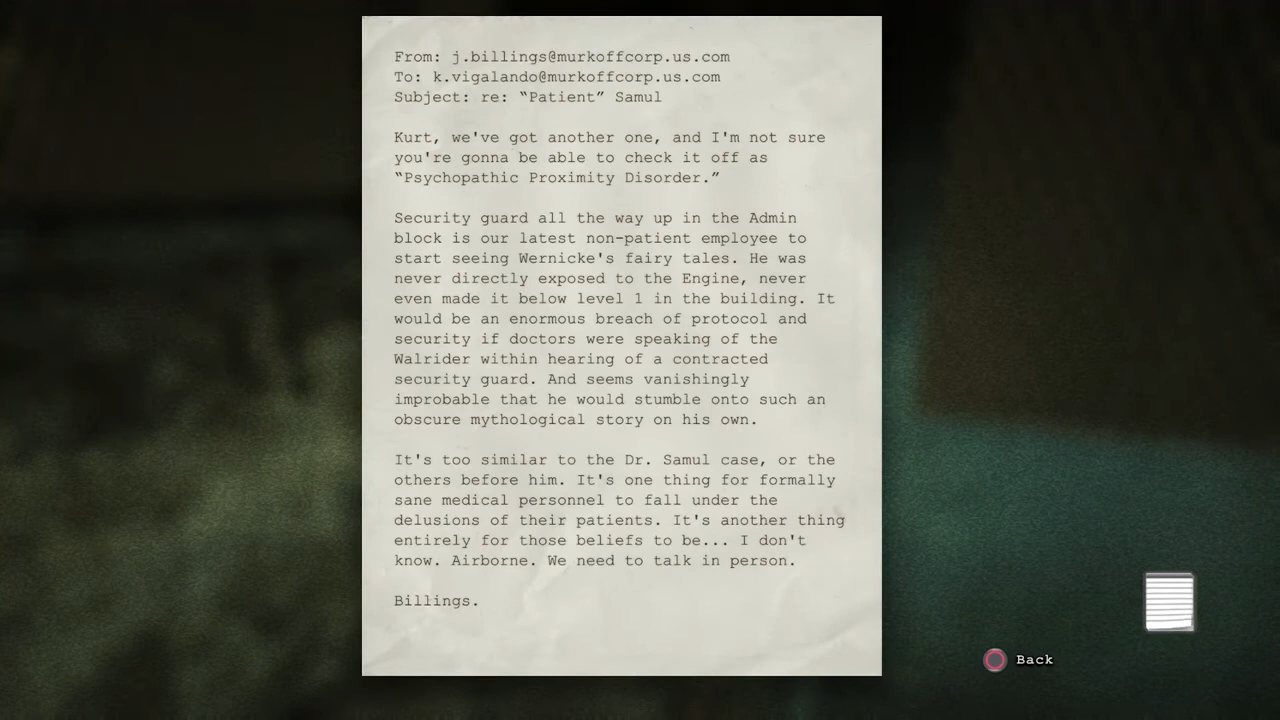 From: j.billings@murkoffcorp.us.com
To: k.vigalando@murkoffcorp.us.com
Subject: re: “Patient” Samul
Kurt, we've got another one, and I'm not sure
you're gonna be able to check it off as
“Psychopathic Proximity Disorder.”
Security guard all the way up in the Admin
block is our latest non-patient employee to
start seeing Wernicke's fairy tales. He was
never directly exposed to the Engine, never
even made it below level 1 in the building. It
would be an enormous breach of protocol and
security if doctors were speaking of the
Walrider within hearing of a contracted
security guard. And seems vanishingly
improbable that he would stumble onto such an
obscure mythological story on his own.
It's too similar to the Dr. Samul case, or the
others before him. It's one thing for formally
sane medical personnel to fall under the
delusions of their patients. It's another thing
entirely for those beliefs to be... I don't
know. Airborne. We need to talk in person.
Billings.
Back